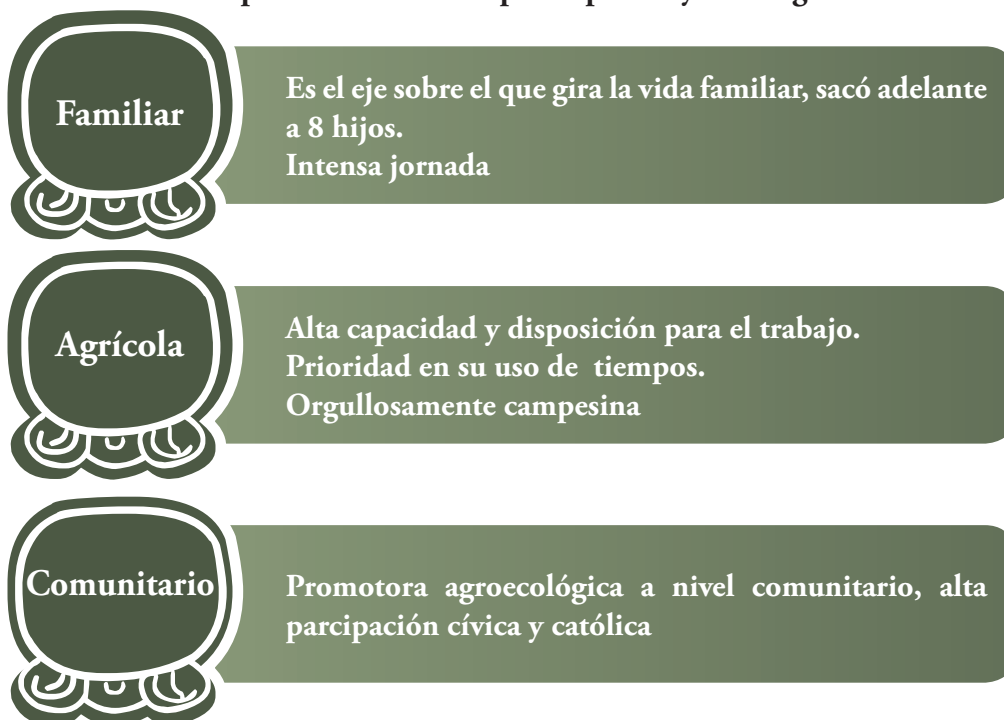 Familiar
Es el eje sobre el que gira la vida familiar, sacó adelante
a 8 hijos.
Intensa jornada
Agrícola
Alta capacidad y disposición para el trabajo.
Prioridad en su uso de tiempos.
Orgullosamente campesina
Comunitario
Promotora agroecológica a nivel comunitario, alta
parcipación cívica y católica